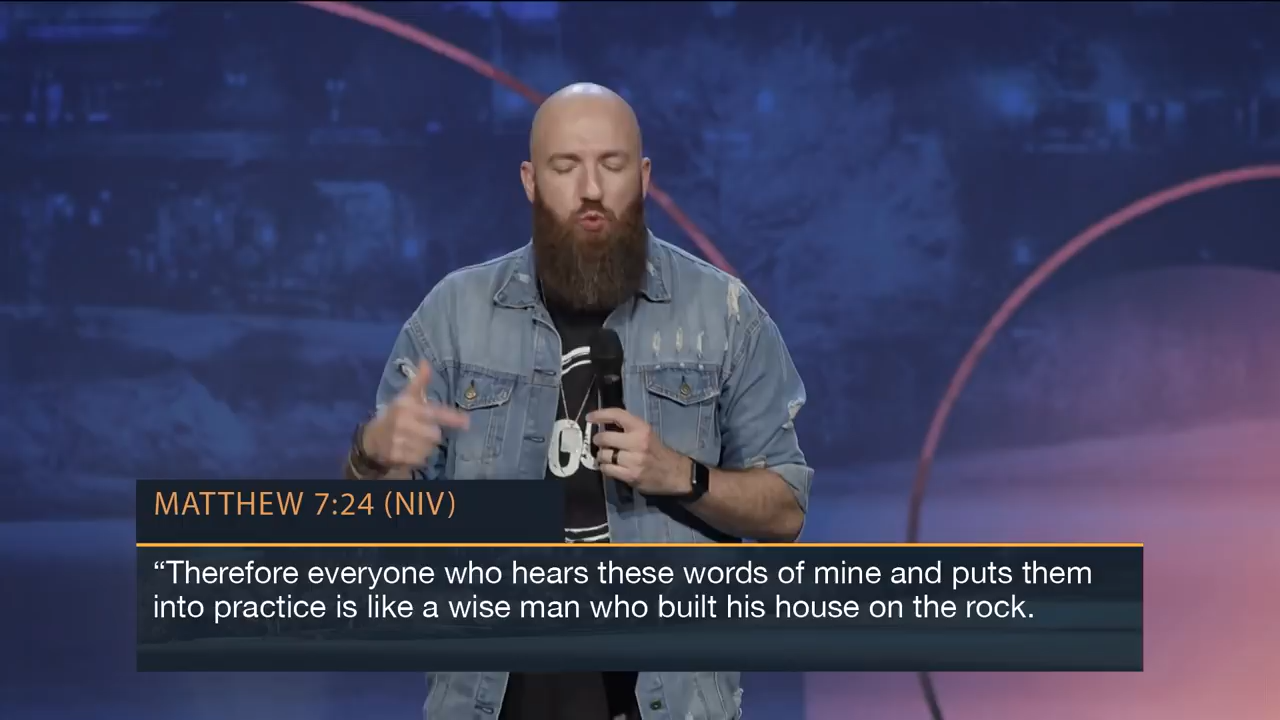 MATTHEW 7:24 (NIV)
“Therefore everyone who hears these words of mine and puts them
into practice is like a wise man who built his house on the rock.